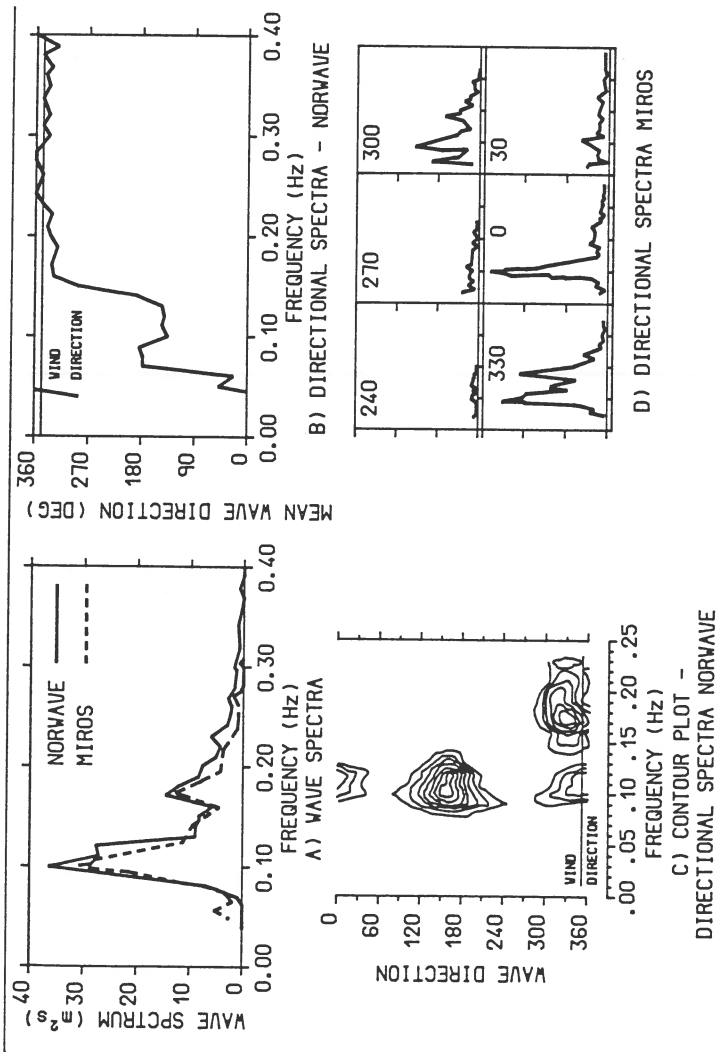 40
30
20
10
0
WAVE SPCTRUM (m²s)
NORWAVE
MIROS
0.00
0.10
0.20
0.30
0.40
FREQUENCY (Hz)
A) WAVE SPECTRA
360
270
180
90
0
MEAN WAVE DIRECTION (DEG)
WIND
DIRECTION
0.00
0.10
0.20
0.30
0.40
FREQUENCY (Hz)
B) DIRECTIONAL SPECTRA - NORWAVE
0
60
120
180
240
300
360
WAVE DIRECTION
WIND
DIRECTION
.00
.05
.10
.15
.20
.25
FREQUENCY (Hz)
C) CONTOUR PLOT -
DIRECTIONAL SPECTRA NORWAVE
240
270
300
330
0
30
D) DIRECTIONAL SPECTRA MIROS